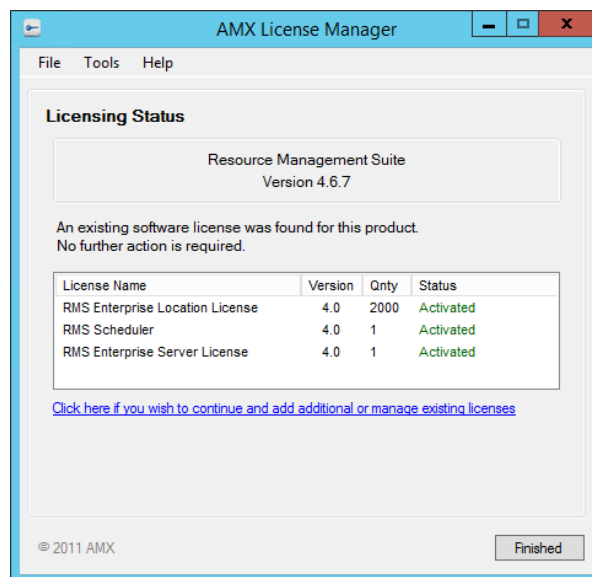 AMX License Manager
File Tools Help
Licensing Status
Resource Management Suite
Version 4.6.7
An existing software license was found for this product.
No further action is required.
License Name Version Qnty Status
RMS Enterprise Location License 4.0 2000 Activated
RMS Scheduler 4.0 1 Activated
RMS Enterprise Server License 4.0 1 Activated
Click here if you wish to continue and add additional or manage existing licenses
© 2011 AMX
Finished